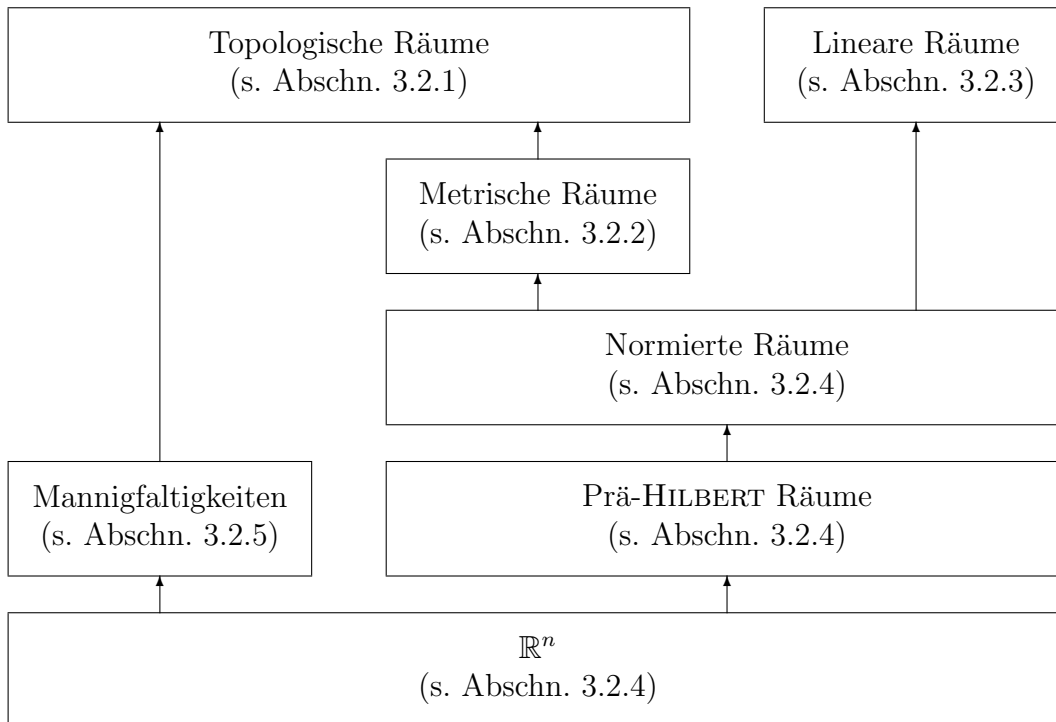 Topologische Räume
(s. Abschn. 3.2.1)
Lineare Räume
(s. Abschn. 3.2.3)
Metrische Räume
(s. Abschn. 3.2.2)
Normierte Räume
(s. Abschn. 3.2.4)
Mannigfaltigkeiten
(s. Abschn. 3.2.5)
Prä-HILBERT Räume
(s. Abschn. 3.2.4)
ℝⁿ
(s. Abschn. 3.2.4)